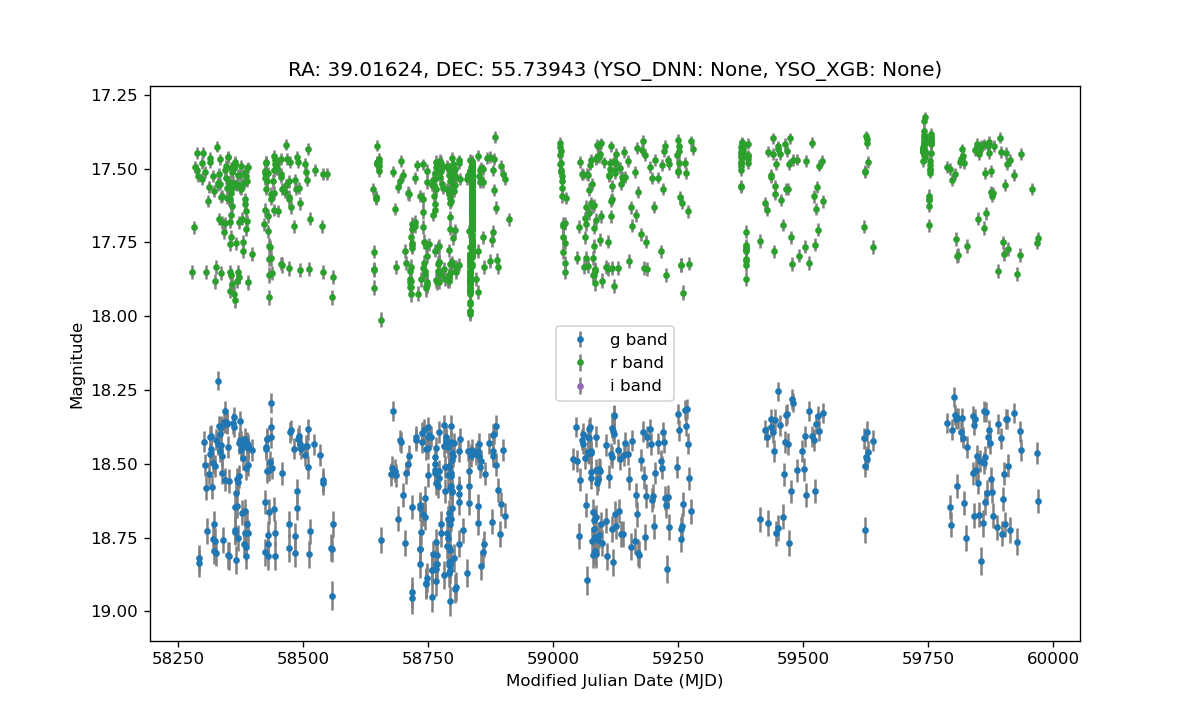 RA: 39.01624, DEC: 55.73943 (YSO_DNN: None, YSO_XGB: None)
17.25
17.50
17.75
18.00
18.25
18.50
18.75
19.00
Magnitude
g band
r band
i band
58250 58500 58750 59000 59250 59500 59750 60000
Modified Julian Date (MJD)